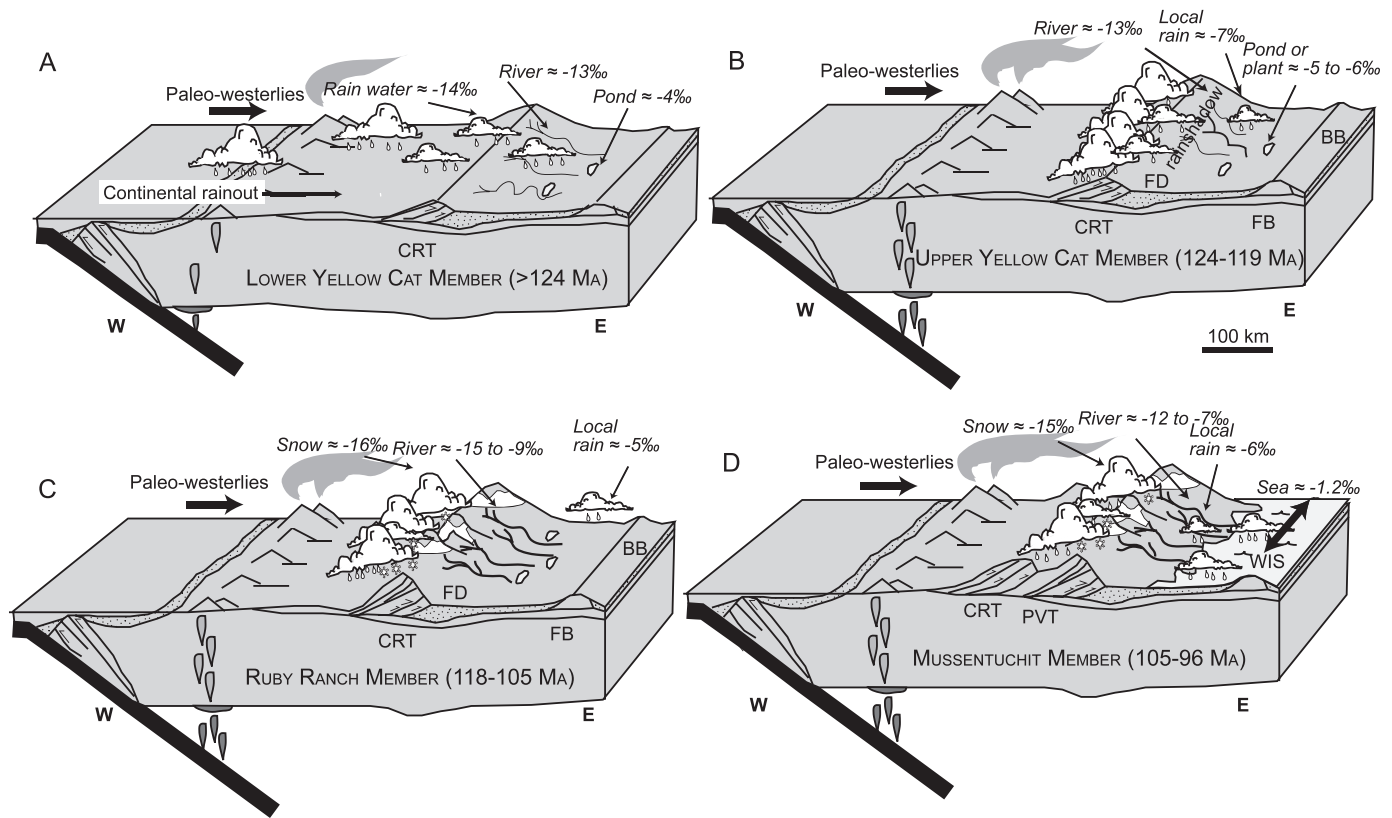 A
Paleo-westerlies
Rain water ≈ -14‰
River ≈ -13‰
Pond ≈ -4‰
Continental rainout
CRT
LOWER YELLOW CAT MEMBER (>124 MA)
W
E
B
Paleo-westerlies
River ≈ -13‰
Local
rain ≈ -7‰
Pond or
plant ≈ -5 to -6‰
rainshadow
BB
FD
FB
CRT
UPPER YELLOW CAT MEMBER (124-119 MA)
W
E
100 km
C
Paleo-westerlies
Snow ≈ -16‰
River ≈ -15 to -9‰
Local
rain ≈ -5‰
BB
FD
FB
CRT
RUBY RANCH MEMBER (118-105 MA)
W
E
D
Paleo-westerlies
Snow ≈ -15‰
River ≈ -12 to -7‰
Local
rain ≈ -6‰
Sea ≈ -1.2‰
WIS
CRT
PVT
MUSSENTUCHIT MEMBER (105-96 MA)
W
E